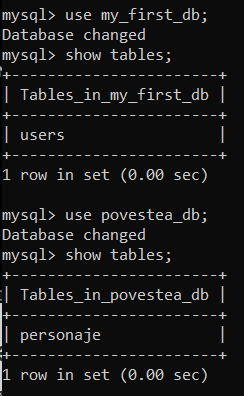 mysql> use my_first_db;
Database changed
mysql> show tables;
+-----------------------+
| Tables_in_my_first_db |
+-----------------------+
| users                 |
+-----------------------+
1 row in set (0.00 sec)

mysql> use povestea_db;
Database changed
mysql> show tables;
+-----------------------+
| Tables_in_povestea_db |
+-----------------------+
| personaje             |
+-----------------------+
1 row in set (0.00 sec)